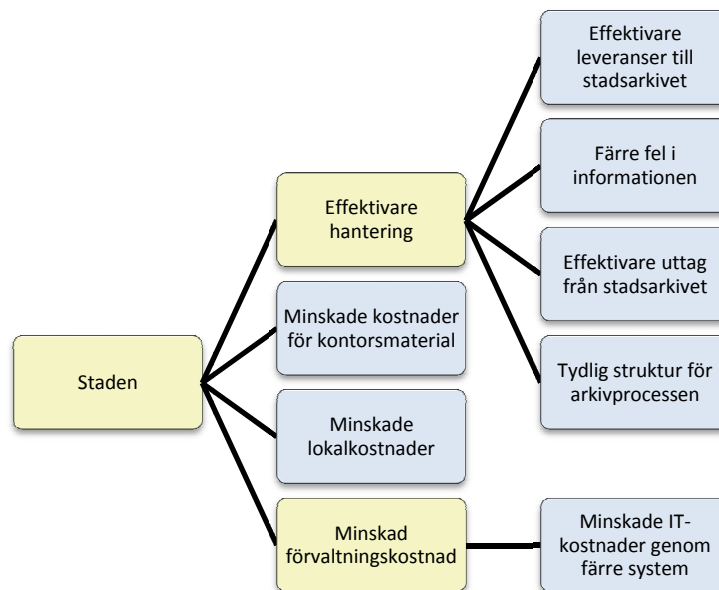 Staden
Effektivare
hantering
Minskade kostnader
för kontorsmaterial
Minskade
lokalkostnader
Minskad
förvaltningskostnad
Effektivare
leveranser till
stadsarkivet
Färre fel i
informationen
Effektivare uttag
från stadsarkivet
Tydlig struktur för
arkivprocessen
Minskade IT-
kostnader genom
färre system